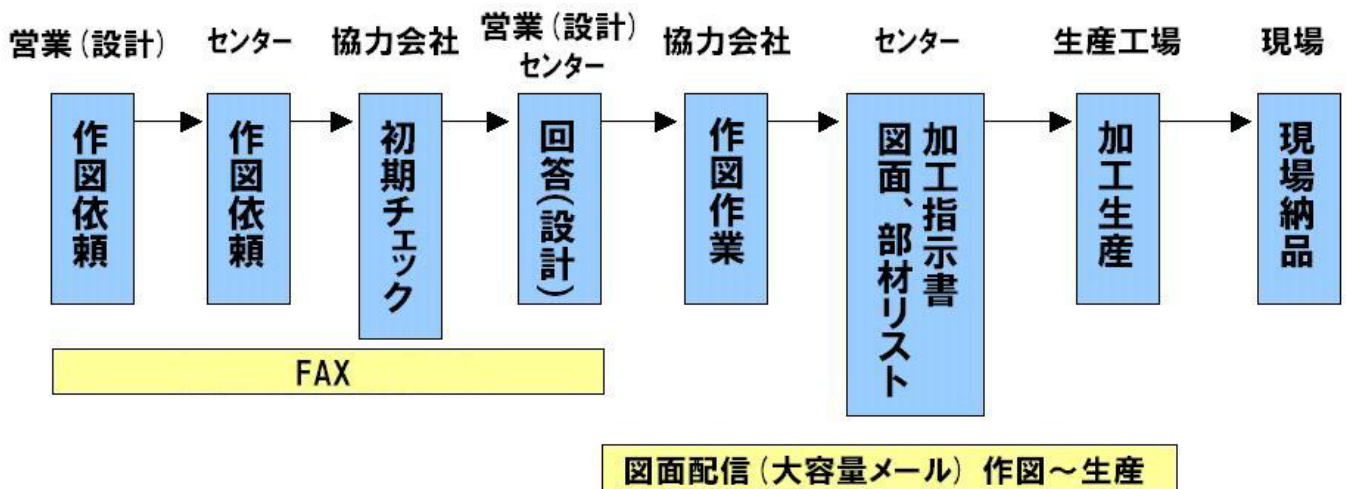 営業(設計)
センター
協力会社
営業(設計)
センター
協力会社
センター
生産工場
現場
作図依頼
作図依頼
初期チェック
回答(設計)
作図作業
加工指示書
図面、部材リスト
加工生産
現場納品
FAX
図面配信(大容量メール) 作図～生産